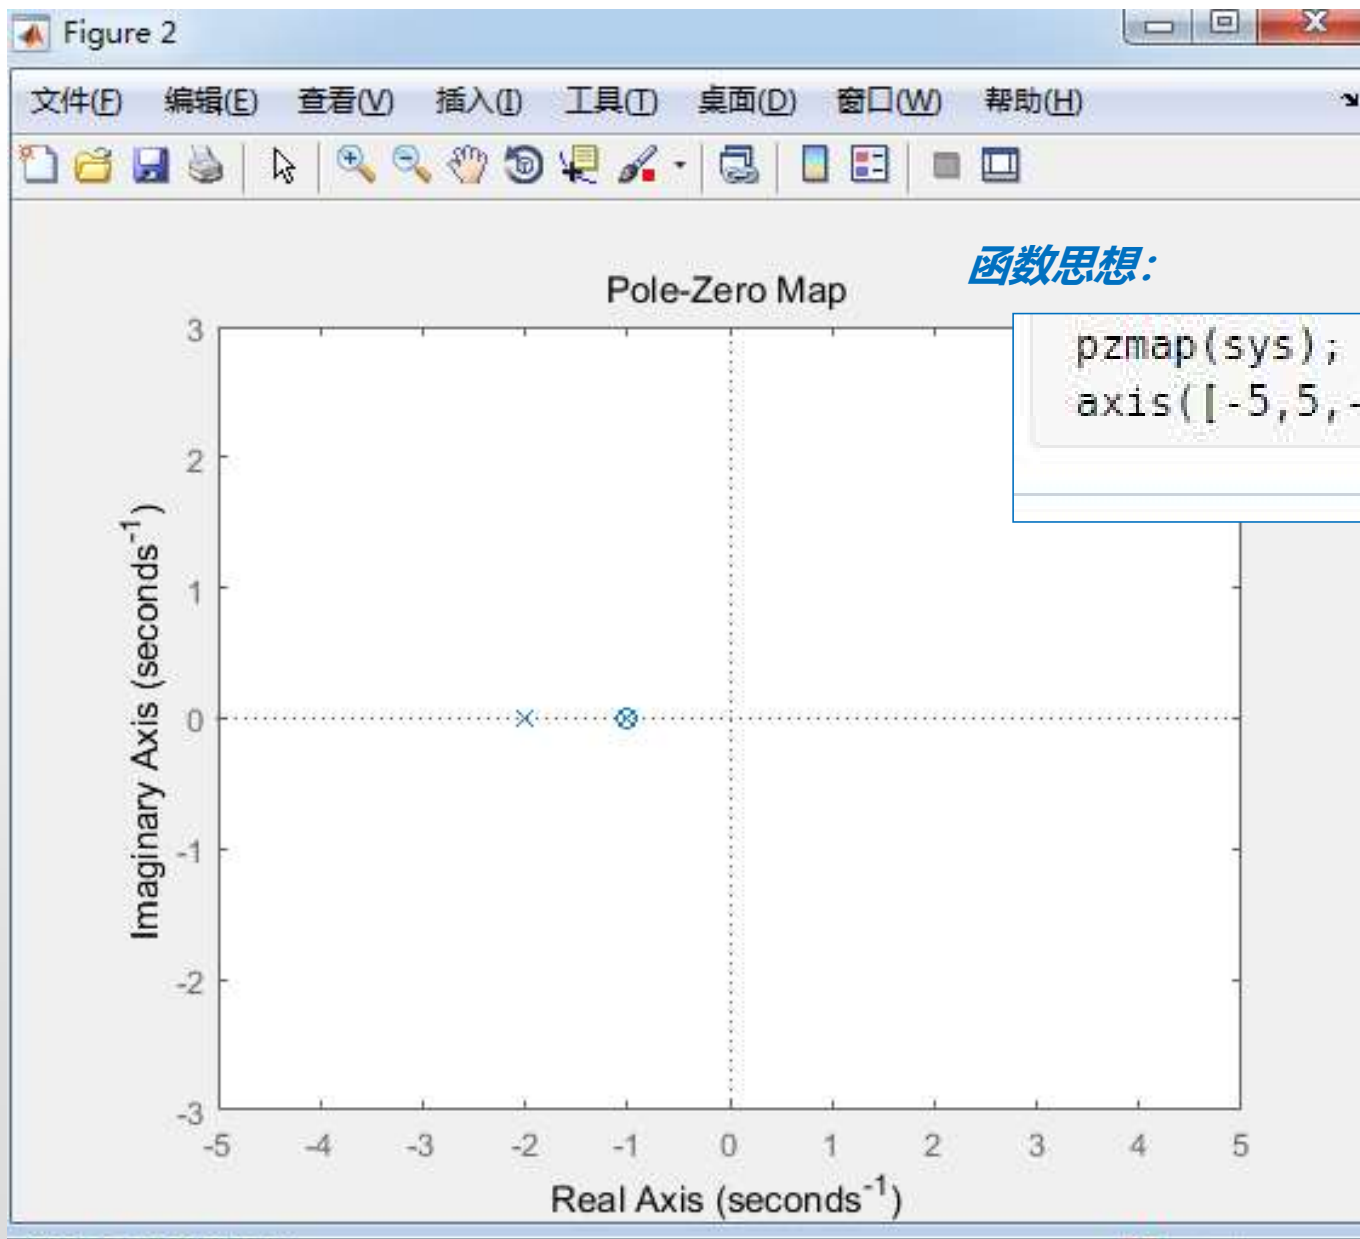 Figure 2
文件(F) 编辑(E) 查看(V) 插入(I) 工具(T) 桌面(D) 窗口(W) 帮助(H)
函数思想：
Pole-Zero Map
pzmap(sys);
axis([-5,5,-
3
2
1
0
-1
-2
-3
Imaginary Axis (seconds⁻¹)
-5 -4 -3 -2 -1 0 1 2 3 4 5
Real Axis (seconds⁻¹)